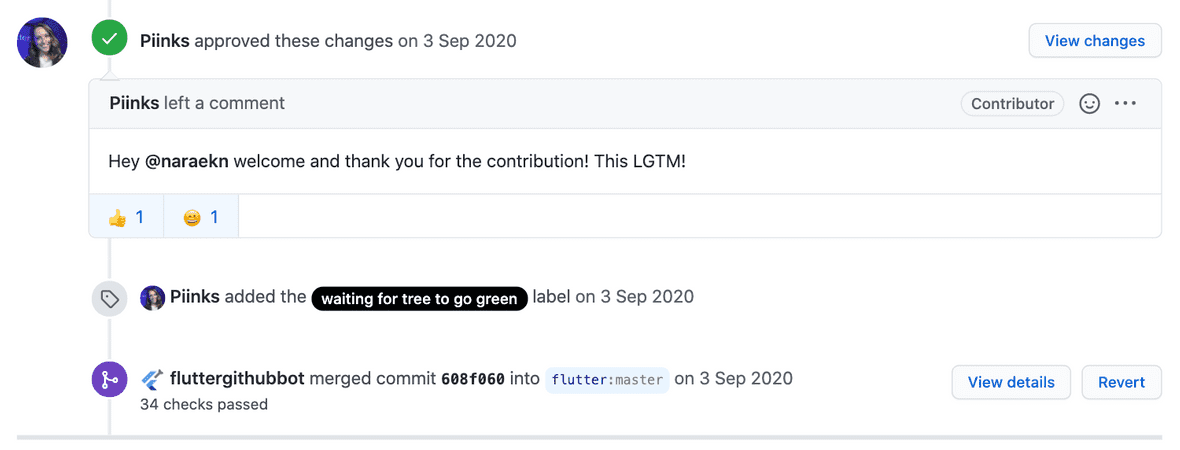 Piinks approved these changes on 3 Sep 2020
View changes
Piinks left a comment
Contributor
Hey @naraekn welcome and thank you for the contribution! This LGTM!
👍 1
😄 1
Piinks added the waiting for tree to go green label on 3 Sep 2020
fluttergithubbot merged commit 608f060 into flutter:master on 3 Sep 2020
View details
Revert
34 checks passed